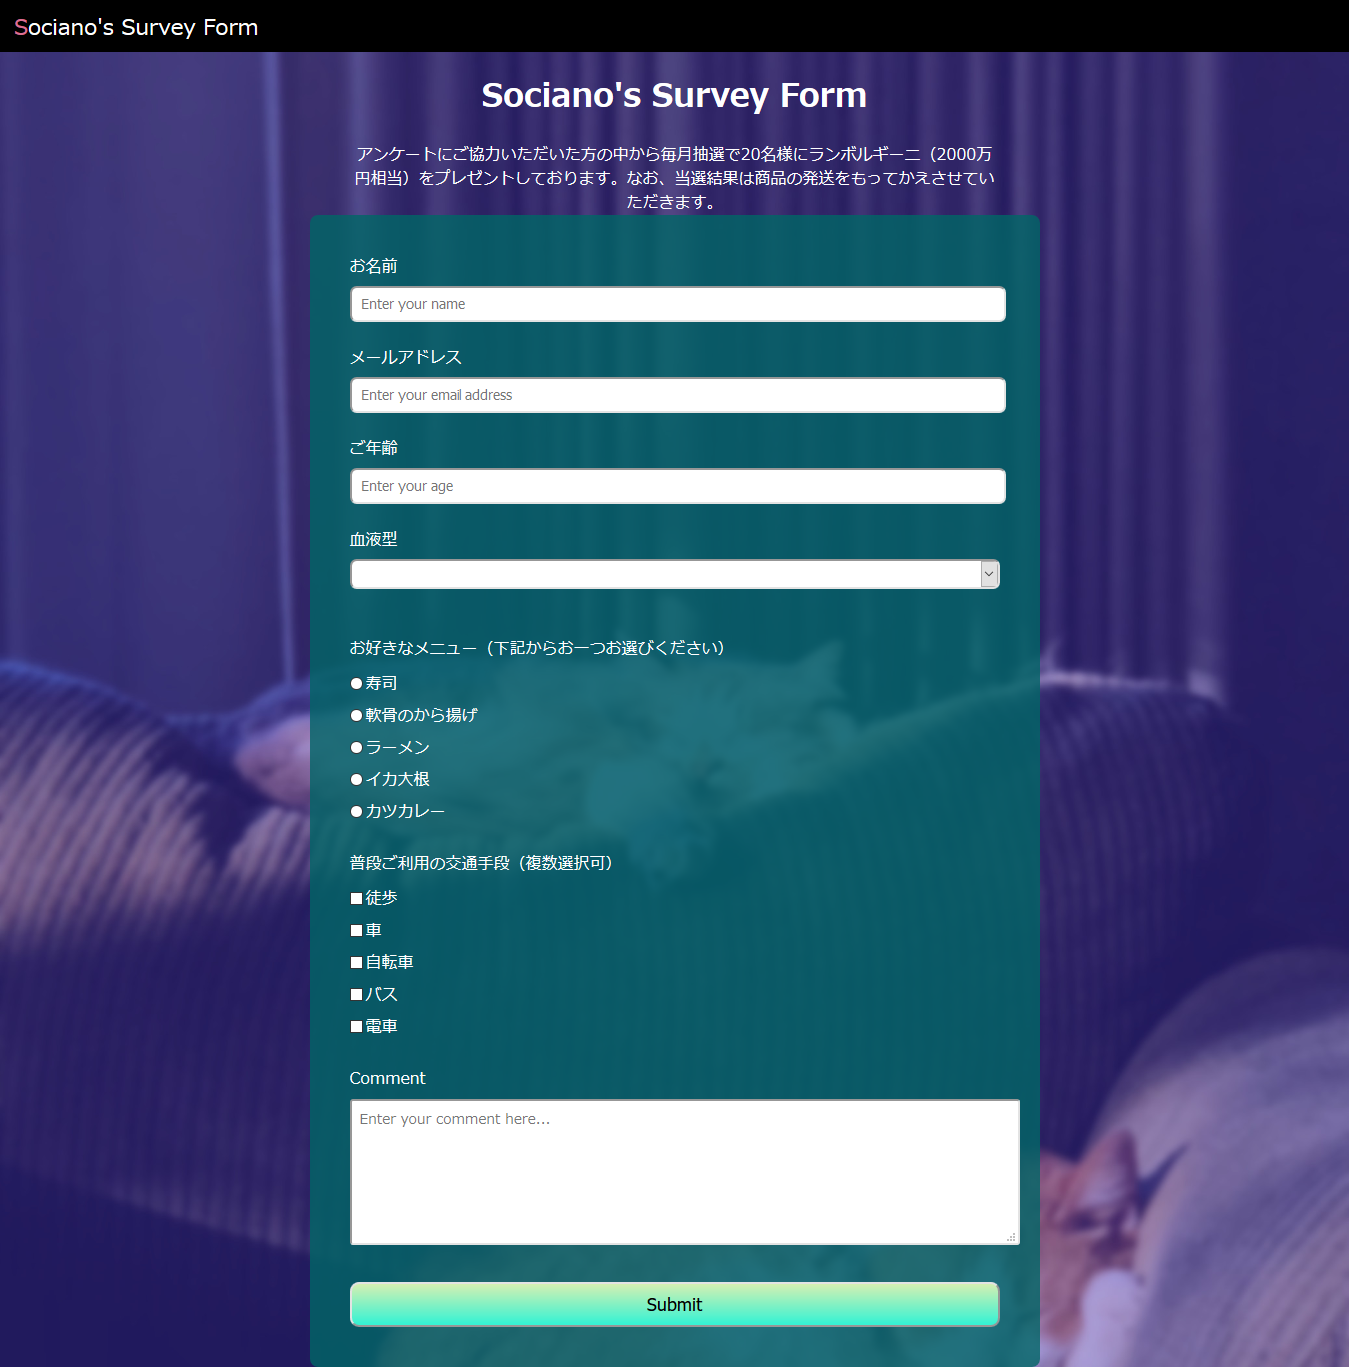 Sociano's Survey Form
Sociano's Survey Form
アンケートにご協力いただいた方の中から毎月抽選で20名様にランボルギーニ（2000万
円相当）をプレゼントしております。なお、当選結果は商品の発送をもってかえさせてい
ただきます。
お名前
Enter your name
メールアドレス
Enter your email address
ご年齢
Enter your age
血液型
お好きなメニュー（下記からお一つお選びください）
寿司
軟骨のから揚げ
ラーメン
イカ大根
カツカレー
普段ご利用の交通手段（複数選択可）
徒歩
車
自転車
バス
電車
Comment
Enter your comment here...
Submit